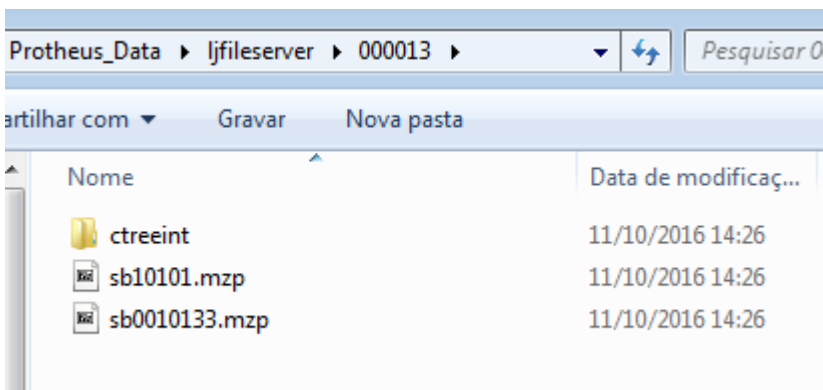 Protheus_Data ▸ ljfileserver ▸ 000013 ▸ Pesquisar 0
artilhar com Gravar Nova pasta
Nome Data de modificaç...
ctreeint 11/10/2016 14:26
sb10101.mzp 11/10/2016 14:26
sb0010133.mzp 11/10/2016 14:26